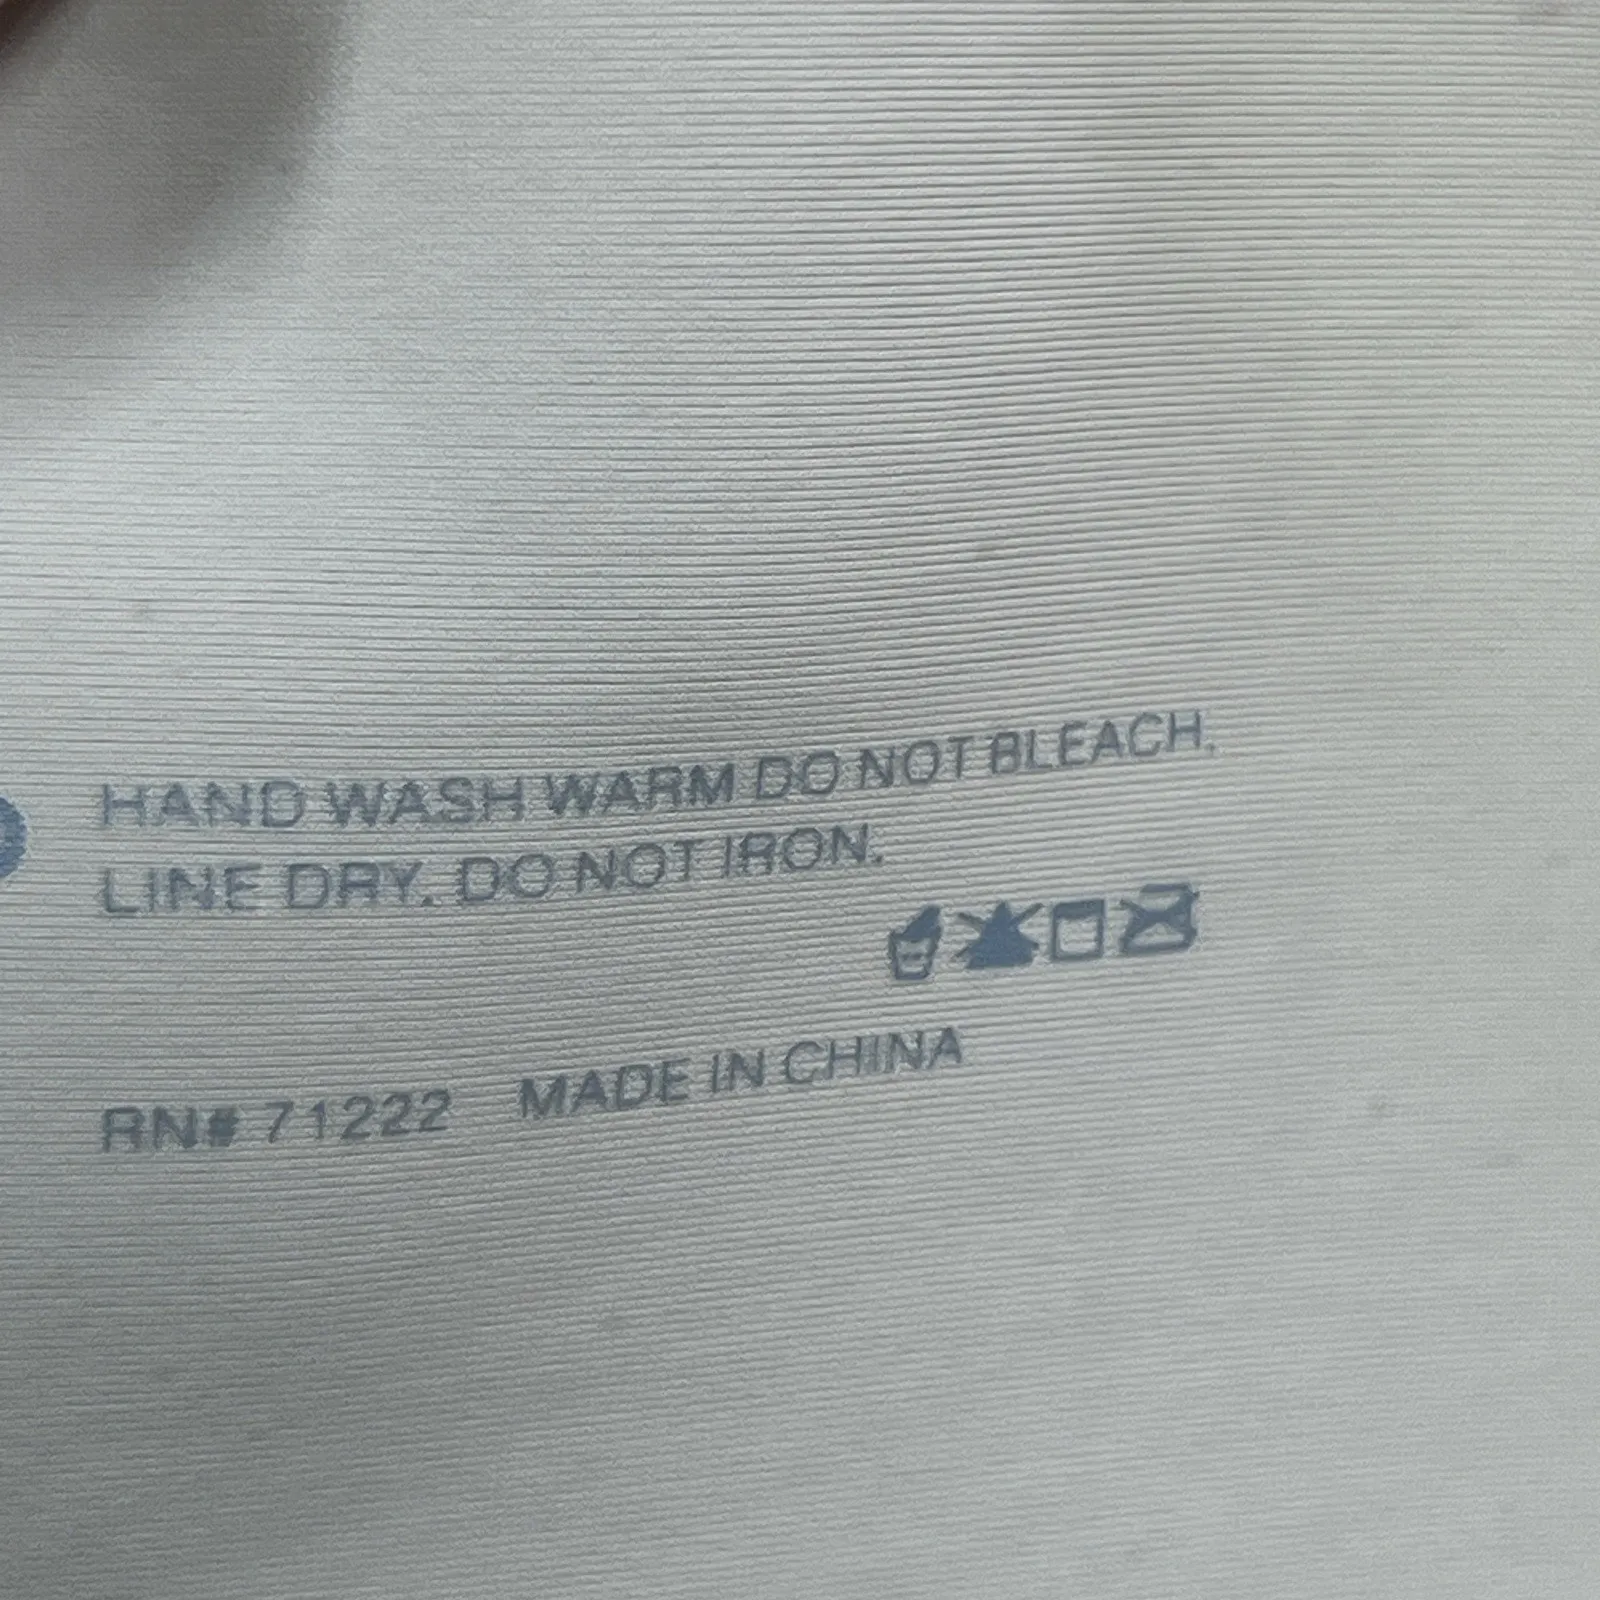 HAND WASH WARM DO NOT BLEACH.
LINE DRY. DO NOT IRON.
RN# 71222 MADE IN CHINA